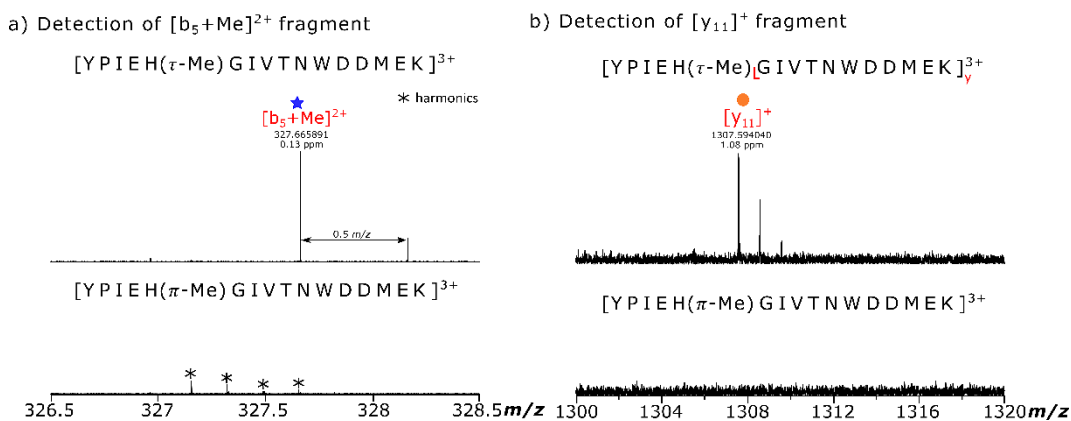 a) Detection of [b₅+Me]²⁺ fragment
[YPIEH(τ-Me)GIVTNWDDMEK]³⁺
* harmonics
[b₅+Me]²⁺
327.665891
0.13 ppm
0.5 m/z
[YPIEH(π-Me)GIVTNWDDMEK]³⁺
* * * *
326.5 327 327.5 328 328.5 m/z
b) Detection of [y₁₁]⁺ fragment
[YPIEH(τ-Me)LGIVTNWDDMEK]³⁺y
[y₁₁]⁺
1307.594040
1.08 ppm
[YPIEH(π-Me)GIVTNWDDMEK]³⁺
1300 1304 1308 1312 1316 1320 m/z